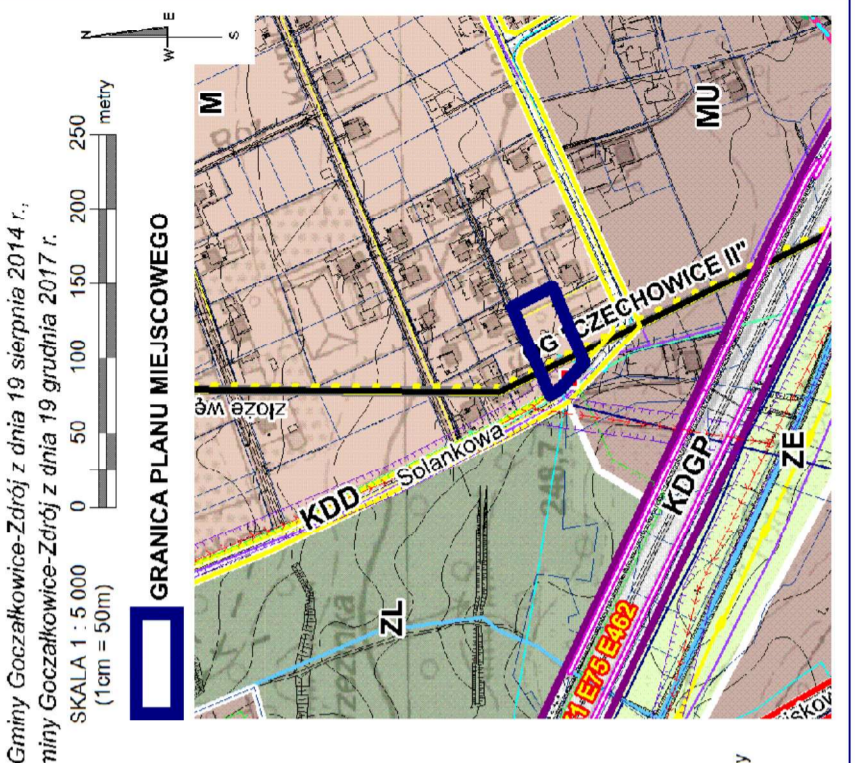 Gminy Goczałkowice-Zdrój z dnia 19 sierpnia 2014 r.,
miny Goczałkowice-Zdrój z dnia 19 grudnia 2017 r.
SKALA 1 : 5 000
(1cm = 50m)
0 50 100 150 200 250
metry
N
W E
S
GRANICA PLANU MIEJSCOWEGO
M
złoże wę
MU
CZECHOWICE II"
KDD
Solankowa
KDGP
ZE
ZL
E75 E462
y